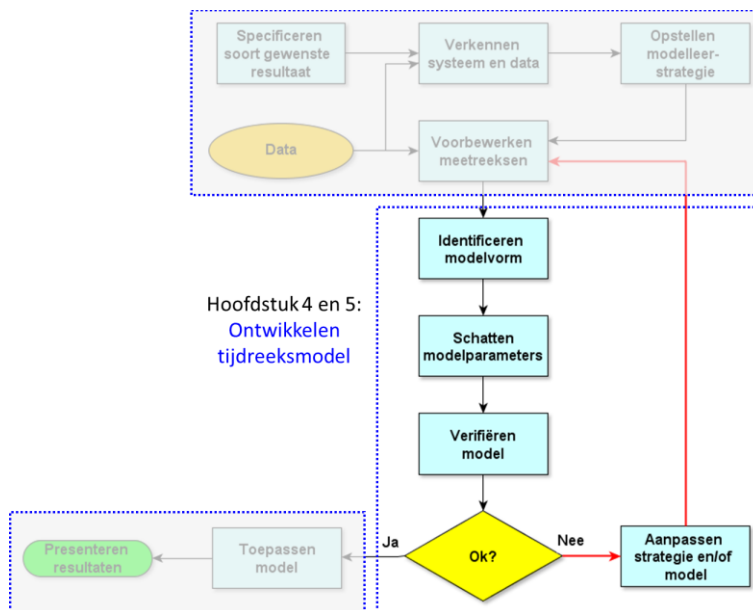 Specificeren
soort gewenste
resultaat
Verkennen
systeem en data
Opstellen
modelleer-
strategie
Data
Voorbewerken
meetreeksen
Identificeren
modelvorm
Hoofdstuk 4 en 5:
Ontwikkelen
tijdreeksmodel
Schatten
modelparameters
Verifiëren
model
Presenteren
resultaten
Toepassen
model
Ja
Ok?
Nee
Aanpassen
strategie en/of
model